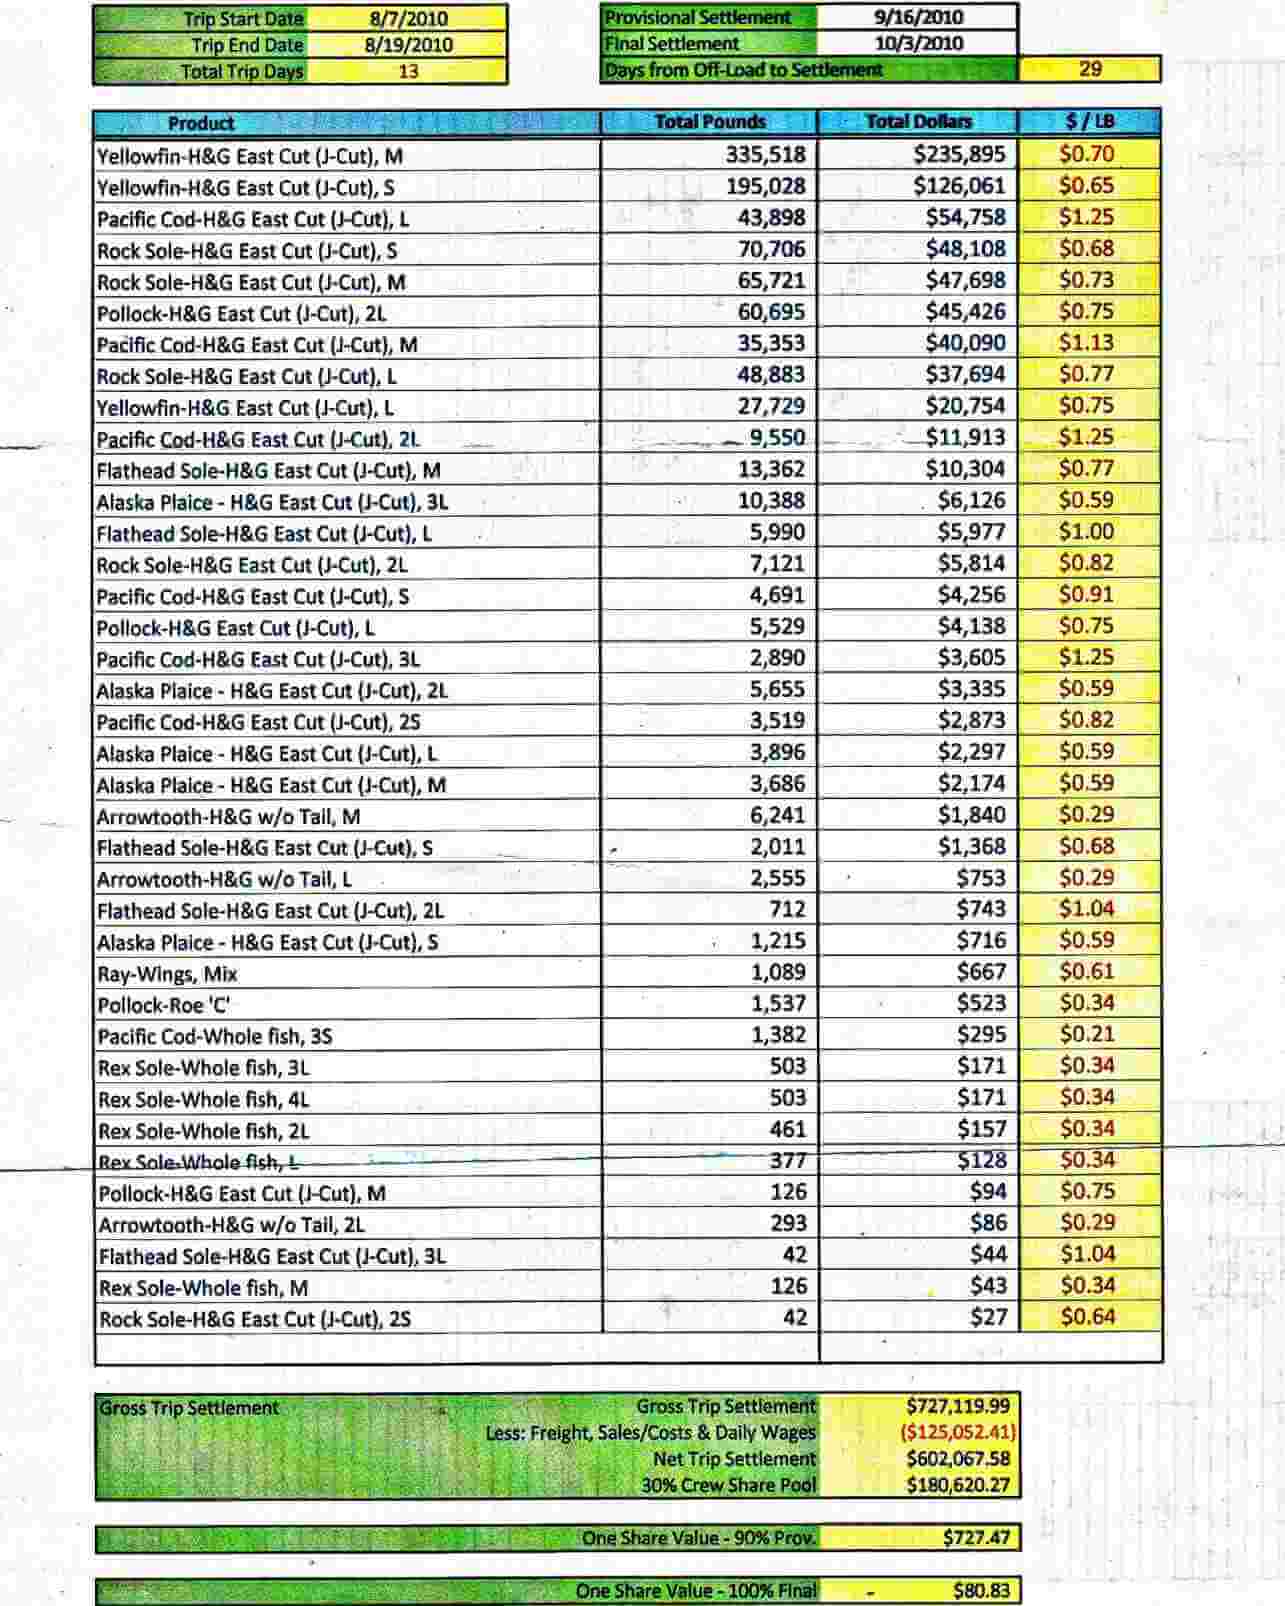 Trip Start Date 8/7/2010 Provisional Settlement 9/16/2010
Trip End Date 8/19/2010 Final Settlement 10/3/2010
Total Trip Days 13 Days from Off-Load to Settlement 29
Product Total Pounds Total Dollars $ / LB
Yellowfin-H&G East Cut (J-Cut), M 335,518 $235,895 $0.70
Yellowfin-H&G East Cut (J-Cut), S 195,028 $126,061 $0.65
Pacific Cod-H&G East Cut (J-Cut), L 43,898 $54,758 $1.25
Rock Sole-H&G East Cut (J-Cut), S 70,706 $48,108 $0.68
Rock Sole-H&G East Cut (J-Cut), M 65,721 $47,698 $0.73
Pollock-H&G East Cut (J-Cut), 2L 60,695 $45,426 $0.75
Pacific Cod-H&G East Cut (J-Cut), M 35,353 $40,090 $1.13
Rock Sole-H&G East Cut (J-Cut), L 48,883 $37,694 $0.77
Yellowfin-H&G East Cut (J-Cut), L 27,729 $20,754 $0.75
Pacific Cod-H&G East Cut (J-Cut), 2L 9,550 $11,913 $1.25
Flathead Sole-H&G East Cut (J-Cut), M 13,362 $10,304 $0.77
Alaska Plaice - H&G East Cut (J-Cut), 3L 10,388 $6,126 $0.59
Flathead Sole-H&G East Cut (J-Cut), L 5,990 $5,977 $1.00
Rock Sole-H&G East Cut (J-Cut), 2L 7,121 $5,814 $0.82
Pacific Cod-H&G East Cut (J-Cut), S 4,691 $4,256 $0.91
Pollock-H&G East Cut (J-Cut), L 5,529 $4,138 $0.75
Pacific Cod-H&G East Cut (J-Cut), 3L 2,890 $3,605 $1.25
Alaska Plaice - H&G East Cut (J-Cut), 2L 5,655 $3,335 $0.59
Pacific Cod-H&G East Cut (J-Cut), 2S 3,519 $2,873 $0.82
Alaska Plaice - H&G East Cut (J-Cut), L 3,896 $2,297 $0.59
Alaska Plaice - H&G East Cut (J-Cut), M 3,686 $2,174 $0.59
Arrowtooth-H&G w/o Tail, M 6,241 $1,840 $0.29
Flathead Sole-H&G East Cut (J-Cut), S 2,011 $1,368 $0.68
Arrowtooth-H&G w/o Tail, L 2,555 $753 $0.29
Flathead Sole-H&G East Cut (J-Cut), 2L 712 $743 $1.04
Alaska Plaice - H&G East Cut (J-Cut), S 1,215 $716 $0.59
Ray-Wings, Mix 1,089 $667 $0.61
Pollock-Roe 'C' 1,537 $523 $0.34
Pacific Cod-Whole fish, 3S 1,382 $295 $0.21
Rex Sole-Whole fish, 3L 503 $171 $0.34
Rex Sole-Whole fish, 4L 503 $171 $0.34
Rex Sole-Whole fish, 2L 461 $157 $0.34
Rex Sole-Whole fish, L 377 $128 $0.34
Pollock-H&G East Cut (J-Cut), M 126 $94 $0.75
Arrowtooth-H&G w/o Tail, 2L 293 $86 $0.29
Flathead Sole-H&G East Cut (J-Cut), 3L 42 $44 $1.04
Rex Sole-Whole fish, M 126 $43 $0.34
Rock Sole-H&G East Cut (J-Cut), 2S 42 $27 $0.64
Gross Trip Settlement Gross Trip Settlement $727,119.99
Less: Freight, Sales/Costs & Daily Wages ($125,052.41)
Net Trip Settlement $602,067.58
30% Crew Share Pool $180,620.27
One Share Value - 90% Prov. $727.47
One Share Value - 100% Final - $80.83